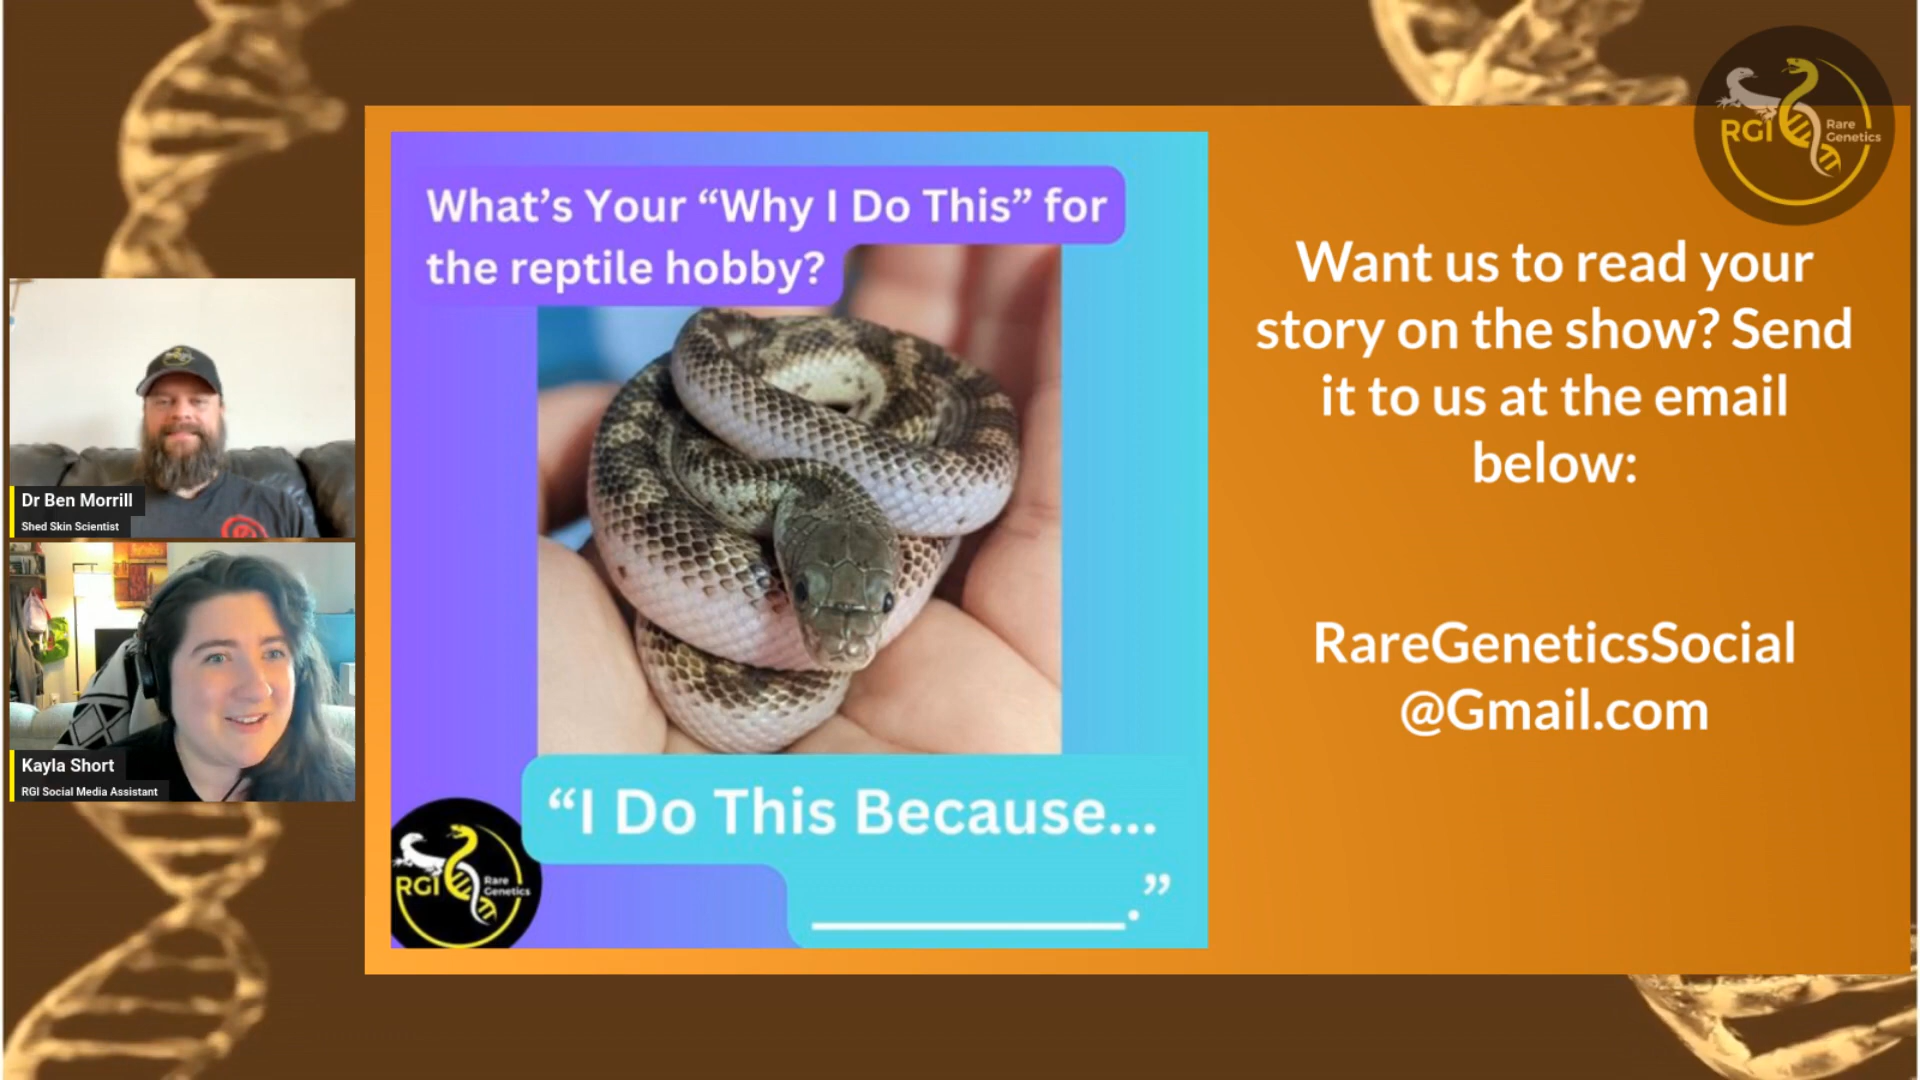 RGI
Rare
Genetics
What's Your “Why I Do This” for
the reptile hobby?
Want us to read your
story on the show? Send
it to us at the email
below:
RareGeneticsSocial
@Gmail.com
Dr Ben Morrill
Shed Skin Scientist
Kayla Short
RGI Social Media Assistant
“I Do This Because...
____________.”
RGI
Rare
Genetics